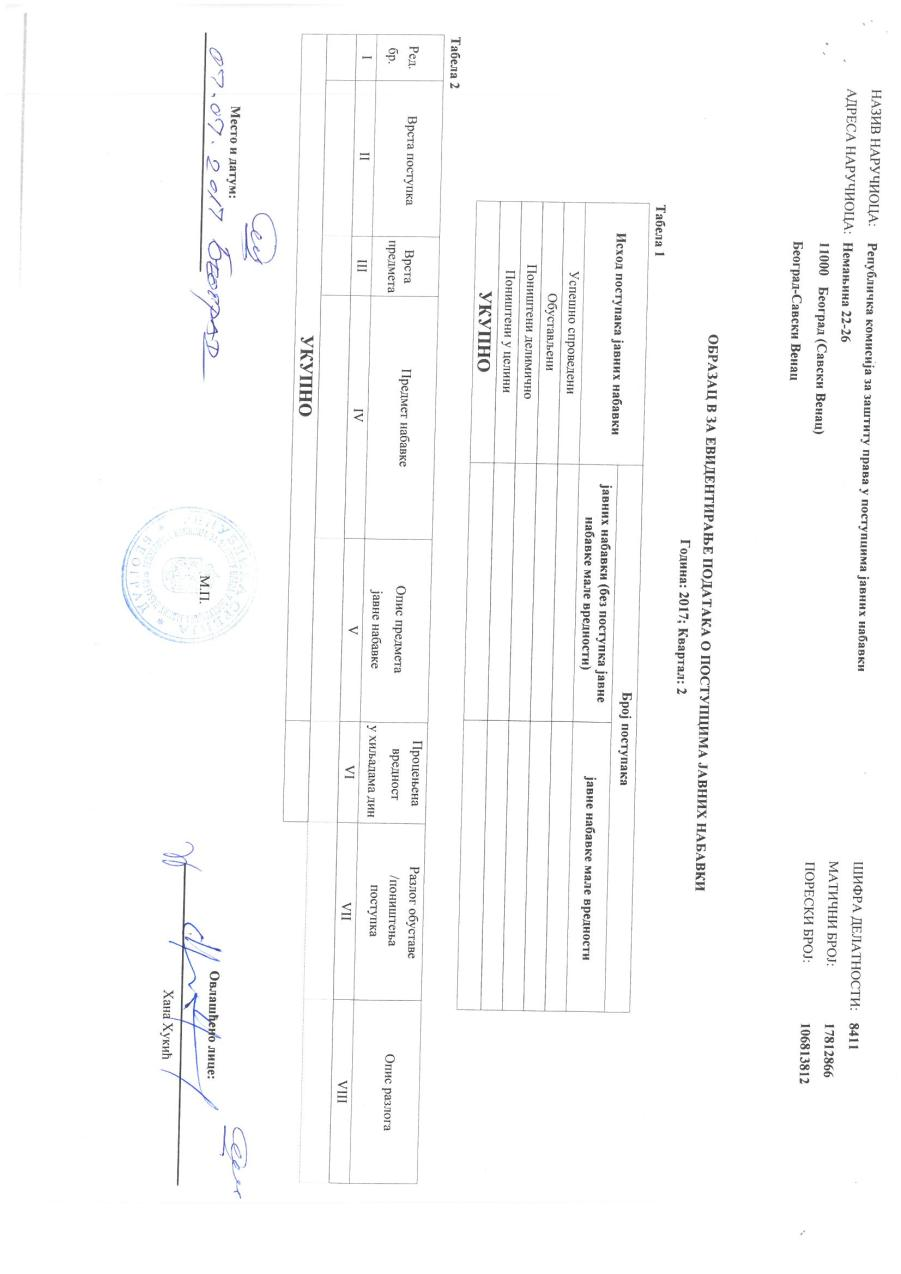 НАЗИВ НАРУЧИОЦА: Републичка комисија за заштиту права у поступцима јавних набавки
АДРЕСА НАРУЧИОЦА: Немањина 22-26
11000 Београд (Савски Венац)
Београд-Савски Венац
ШИФРА ДЕЛАТНОСТИ: 8411
МАТИЧНИ БРОЈ: 17812866
ПОРЕСКИ БРОЈ: 106813812
ОБРАЗАЦ В ЗА ЕВИДЕНТИРАЊЕ ПОДАТАКА О ПОСТУПЦИМА ЈАВНИХ НАБАВКИ
Година: 2017; Квартал: 2
Табела 1
Исход поступака јавних набавки
Број поступака
јавних набавки (без поступка јавне
набавке мале вредности)
јавне набавке мале вредности
Успешно спроведени
Обустављени
Поништени делимично
Поништени у целини
УКУПНО
Табела 2
Ред.
бр.
Врста поступка
Врста
предмета
Предмет набавке
Опис предмета
јавне набавке
Процењена
вредност
у хиљадама дин
Разлог обуставе
/поништења
поступка
Опис разлога
I II III IV V VI VII VIII
УКУПНО
Место и датум:
07.07.2017 БЕОГРАД
М.П.
Овлашћено лице:
Хана Хукић